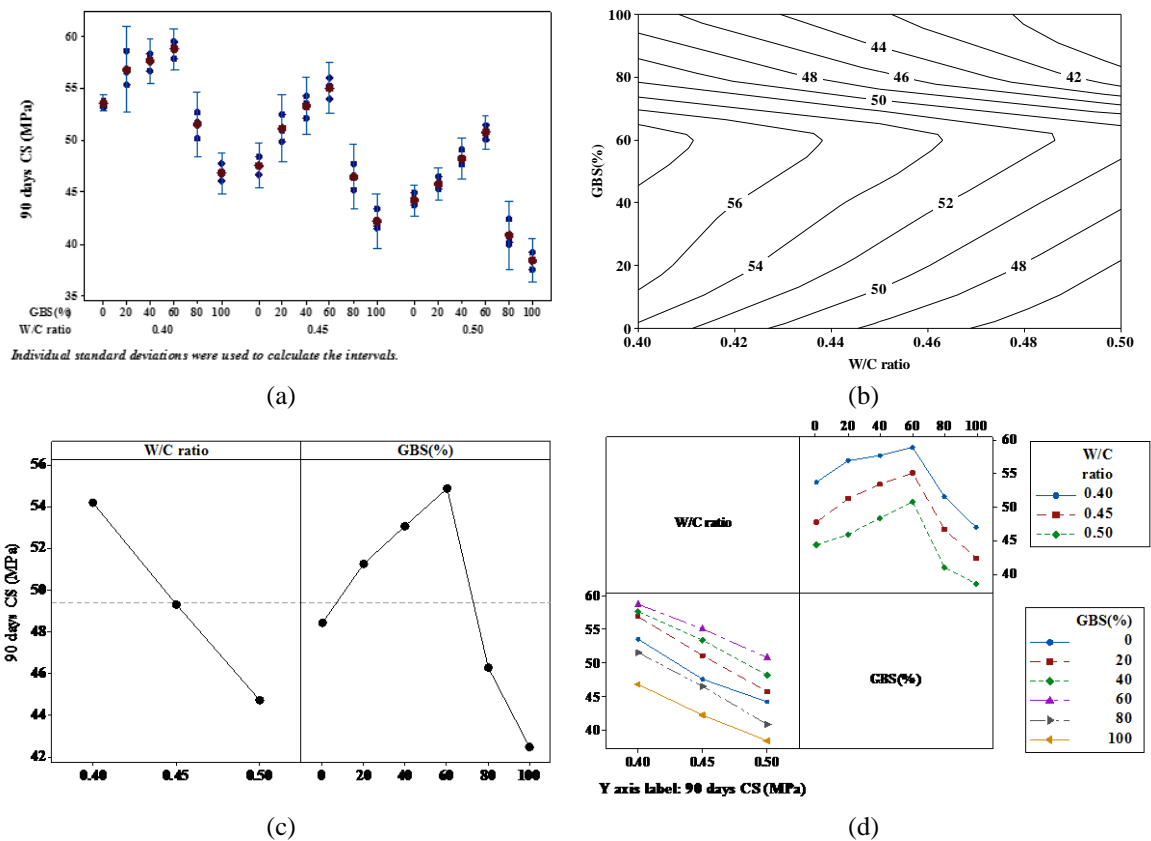 60
55
50
45
40
35
90 days CS (MPa)
GBS(%) 0 20 40 60 80 100 0 20 40 60 80 100 0 20 40 60 80 100
W/C ratio 0.40 0.45 0.50
Individual standard deviations were used to calculate the intervals.
(a)
100
80
60
40
20
0
GBS(%)
44
48
46
42
50
56
52
54
48
50
0.40 0.42 0.44 0.46 0.48 0.50
W/C ratio
(b)
W/C ratio GBS(%)
56
54
52
50
48
46
44
42
90 days CS (MPa)
0.40 0.45 0.50 0 20 40 60 80 100
(c)
0 20 40 60 80 100
60
55
50
45
40
W/C ratio
W/C
ratio
0.40
0.45
0.50
60
55
50
45
40
GBS(%)
GBS(%)
0
20
40
60
80
100
0.40 0.45 0.50
Y axis label: 90 days CS (MPa)
(d)